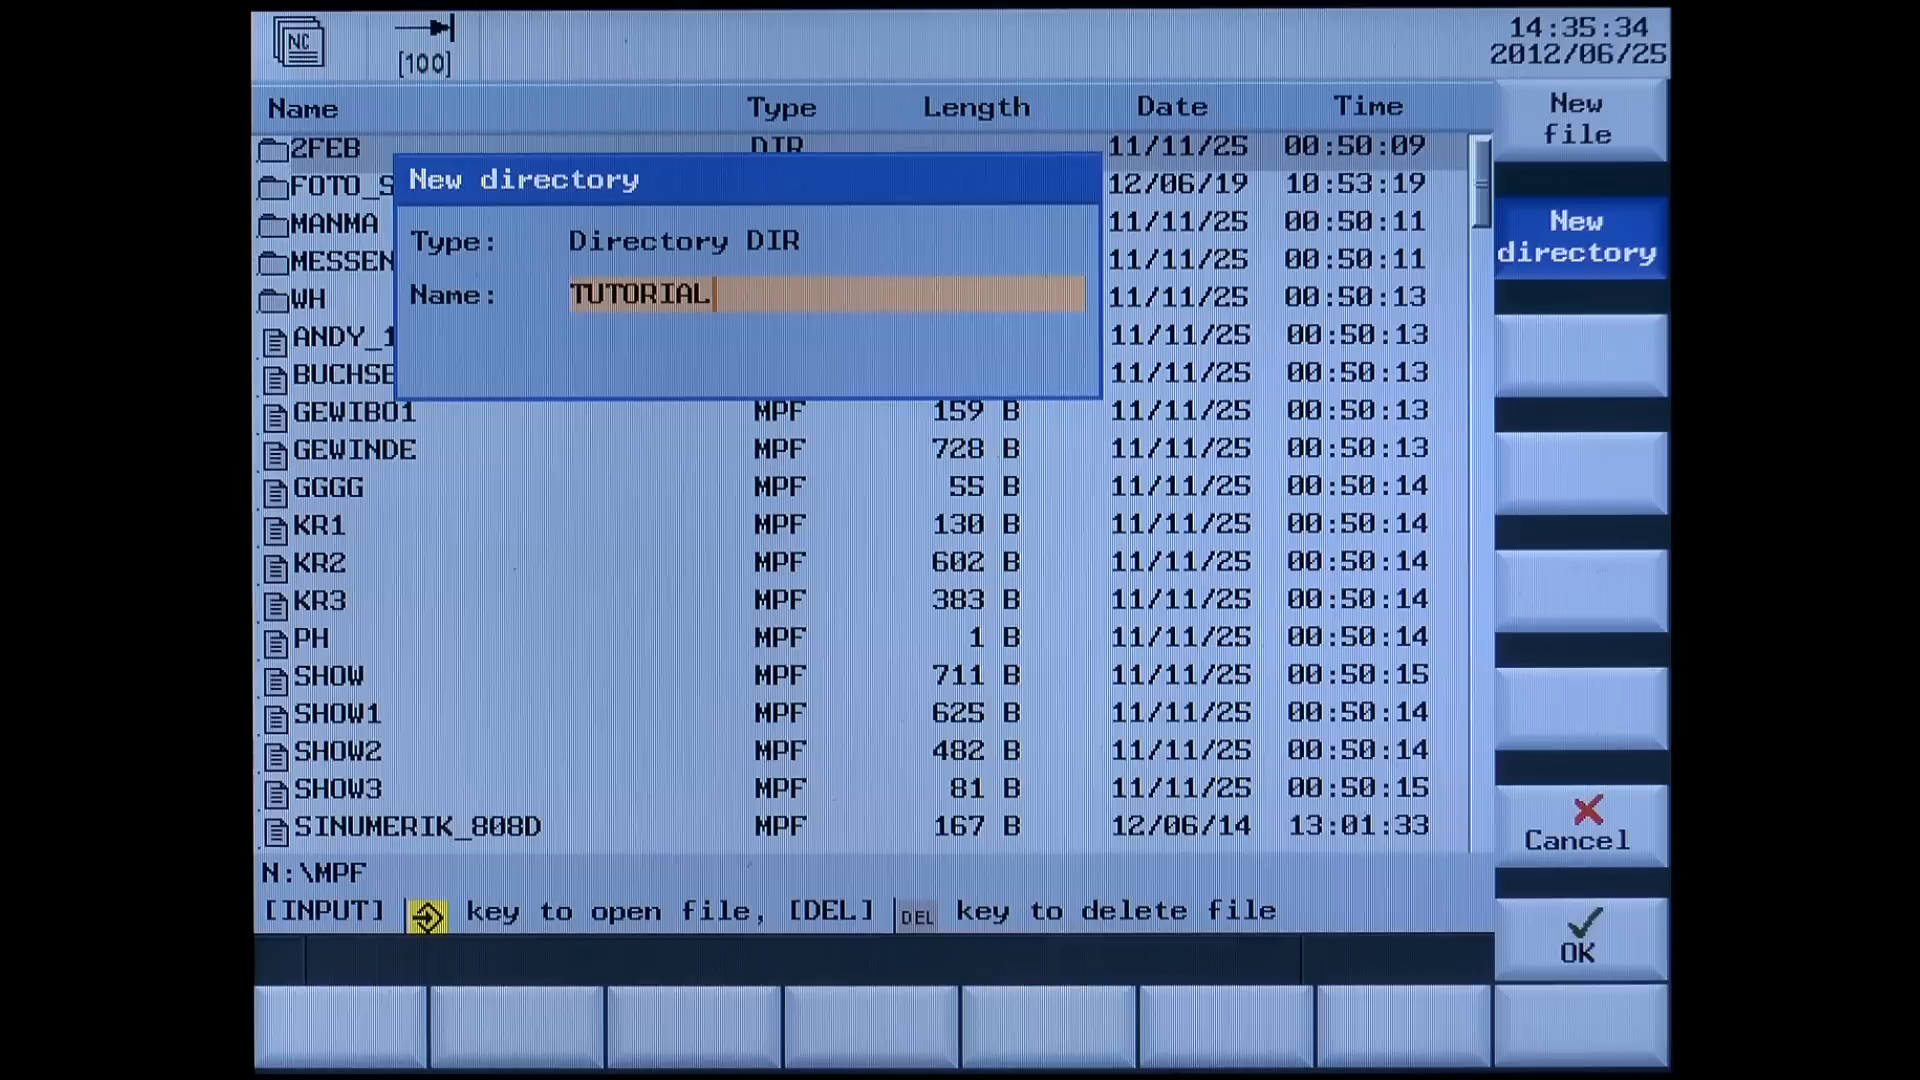 NC
[100]
14:35:34
2012/06/25
Name Type Length Date Time
2FEB DIR 11/11/25 00:50:09
FOTO_S 12/06/19 10:53:19
MANMA 11/11/25 00:50:11
MESSEN 11/11/25 00:50:11
WH 11/11/25 00:50:13
ANDY_1 11/11/25 00:50:13
BUCHSE 11/11/25 00:50:13
GEWIBO1 MPF 159 B 11/11/25 00:50:13
GEWINDE MPF 728 B 11/11/25 00:50:13
GGGG MPF 55 B 11/11/25 00:50:14
KR1 MPF 130 B 11/11/25 00:50:14
KR2 MPF 602 B 11/11/25 00:50:14
KR3 MPF 383 B 11/11/25 00:50:14
PH MPF 1 B 11/11/25 00:50:14
SHOW MPF 711 B 11/11/25 00:50:15
SHOW1 MPF 625 B 11/11/25 00:50:14
SHOW2 MPF 482 B 11/11/25 00:50:14
SHOW3 MPF 81 B 11/11/25 00:50:15
SINUMERIK_808D MPF 167 B 12/06/14 13:01:33
New directory
Type: Directory DIR
Name: TUTORIAL
N:\MPF
[INPUT] key to open file, [DEL] DEL key to delete file
New
file
New
directory
Cancel
OK